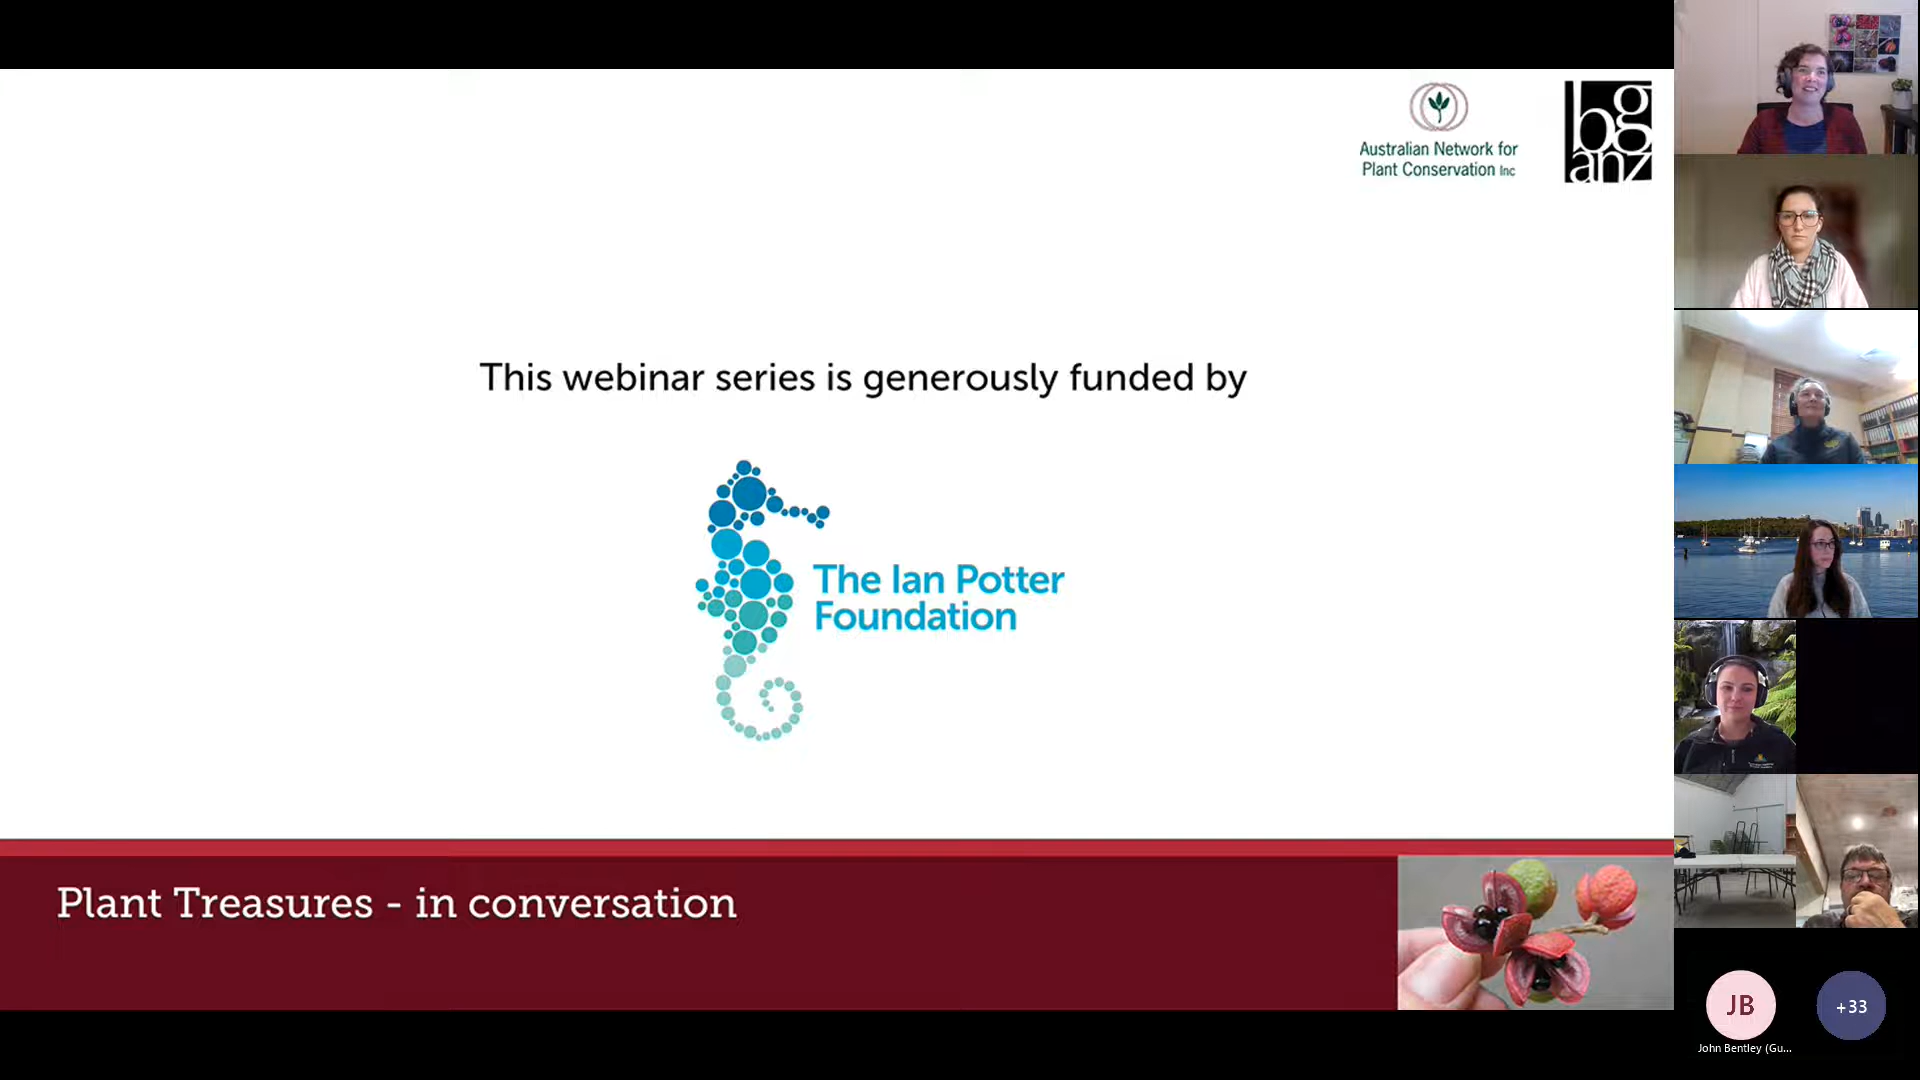 Australian Network for
Plant Conservation Inc
bg
g
anz
This webinar series is generously funded by
The Ian Potter
Foundation
Plant Treasures - in conversation
JB
+33
John Bentley (Gu...